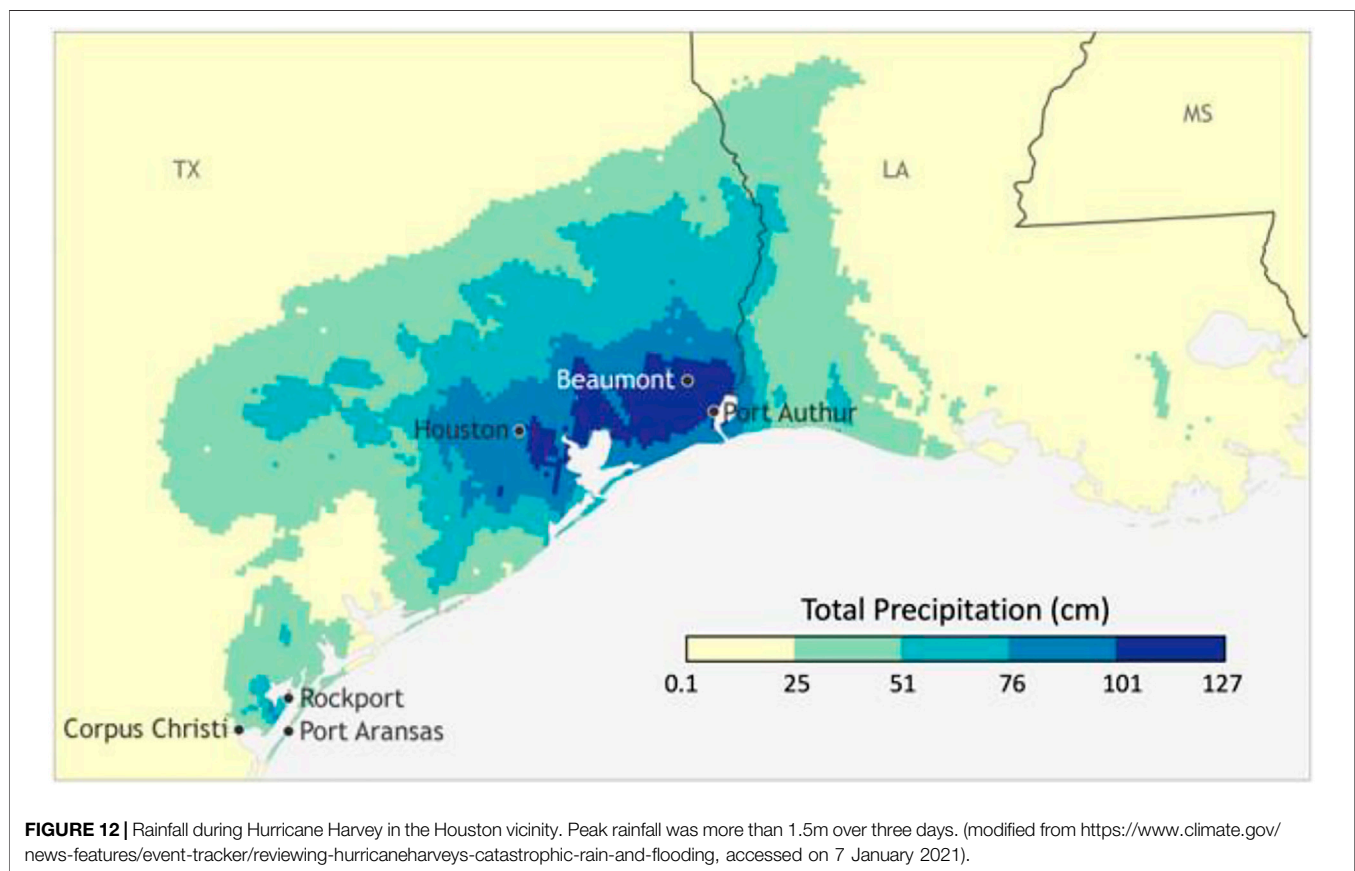 TX
LA
MS
Beaumont
Port Authur
Houston
Total Precipitation (cm)
0.1 25 51 76 101 127
Rockport
Corpus Christi
Port Aransas
FIGURE 12 | Rainfall during Hurricane Harvey in the Houston vicinity. Peak rainfall was more than 1.5m over three days. (modified from https://www.climate.gov/
news-features/event-tracker/reviewing-hurricaneharveys-catastrophic-rain-and-flooding, accessed on 7 January 2021).